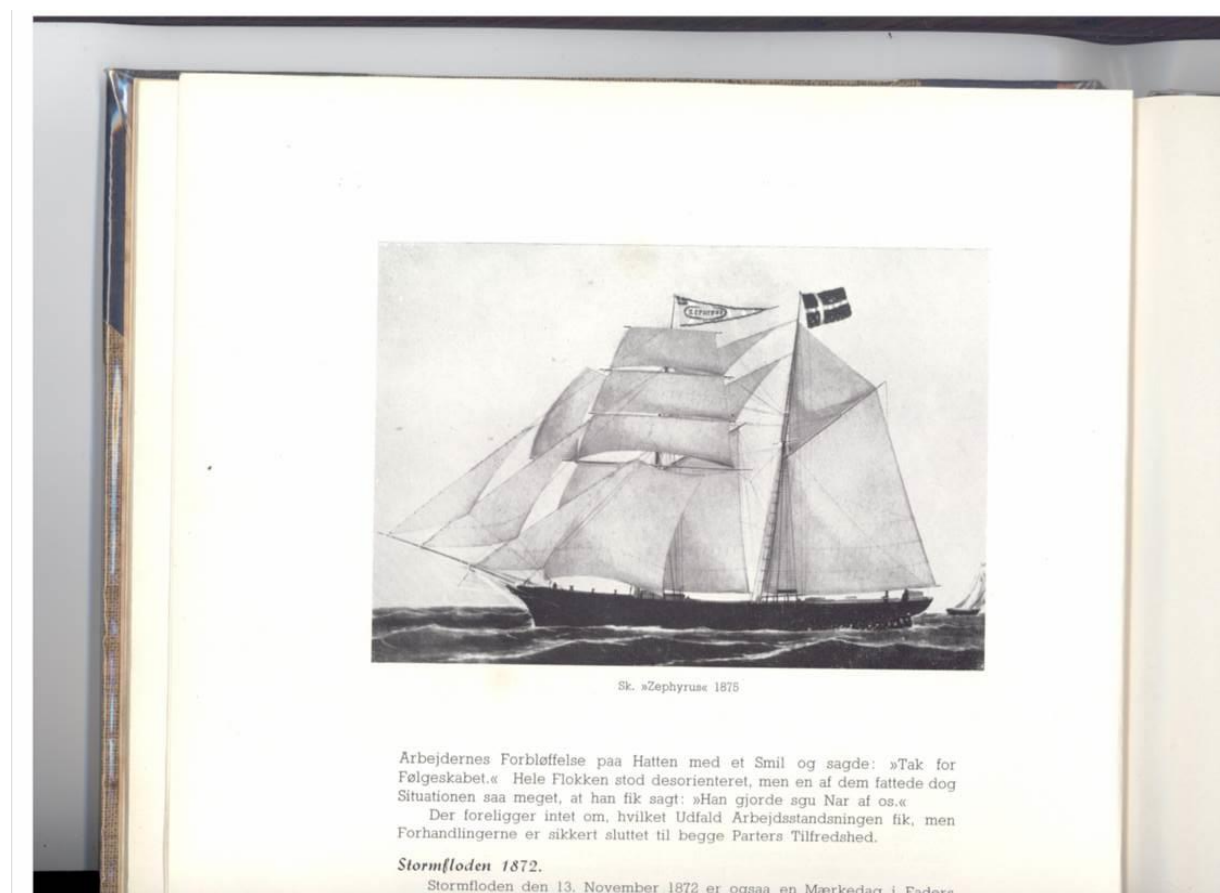 Sk. »Zephyrus« 1875
Arbejdernes Forbløffelse paa Hatten med et Smil og sagde: »Tak for
Følgeskabet.« Hele Flokken stod desorienteret, men en af dem fattede dog
Situationen saa meget, at han fik sagt: »Han gjorde sgu Nar af os.«
Der foreligger intet om, hvilket Udfald Arbejdsstandsningen fik, men
Forhandlingerne er sikkert sluttet til begge Parters Tilfredshed.
Stormfloden 1872.
Stormfloden den 13. November 1872 er ogsaa en Mærkedag i Faders